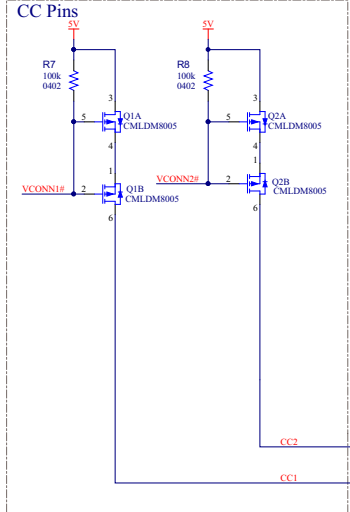 CC Pins
5V
5V
R7
100k
0402
R8
100k
0402
3
5
Q1A
CMLDM8005
4
3
5
Q2A
CMLDM8005
4
VCONN1#
1
2
Q1B
CMLDM8005
6
VCONN2#
1
2
Q2B
CMLDM8005
6
CC2
CC1